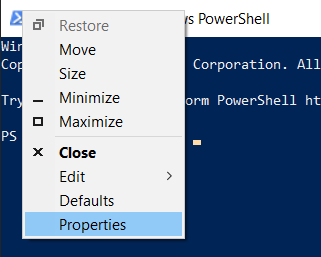 Restore
s PowerShell
Move
Win
Size
Cop
Corporation. All
Minimize
Try
orm PowerShell ht
Maximize
PS
Close
Edit
Defaults
Properties